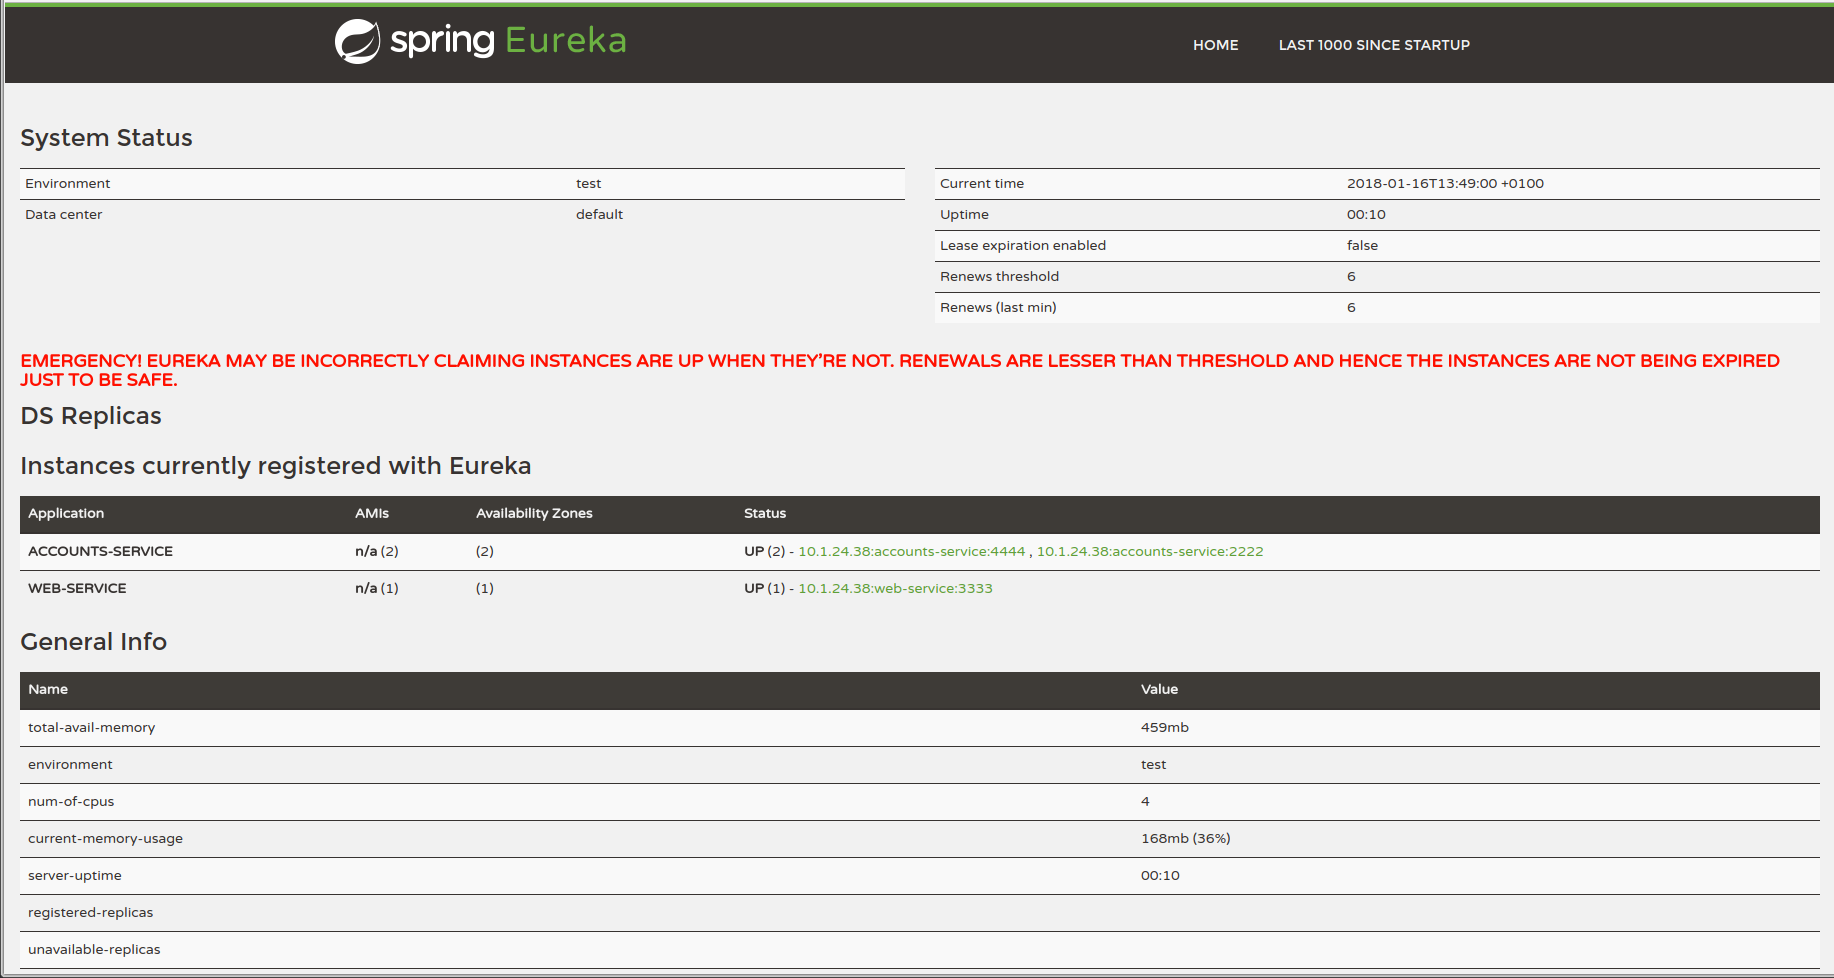 spring Eureka
HOME LAST 1000 SINCE STARTUP
System Status
Environment test
Data center default
Current time 2018-01-16T13:49:00 +0100
Uptime 00:10
Lease expiration enabled false
Renews threshold 6
Renews (last min) 6
EMERGENCY! EUREKA MAY BE INCORRECTLY CLAIMING INSTANCES ARE UP WHEN THEY'RE NOT. RENEWALS ARE LESSER THAN THRESHOLD AND HENCE THE INSTANCES ARE NOT BEING EXPIRED
JUST TO BE SAFE.
DS Replicas
Instances currently registered with Eureka
Application AMIs Availability Zones Status
ACCOUNTS-SERVICE n/a (2) (2) UP (2) - 10.1.24.38:accounts-service:4444 , 10.1.24.38:accounts-service:2222
WEB-SERVICE n/a (1) (1) UP (1) - 10.1.24.38:web-service:3333
General Info
Name Value
total-avail-memory 459mb
environment test
num-of-cpus 4
current-memory-usage 168mb (36%)
server-uptime 00:10
registered-replicas
unavailable-replicas